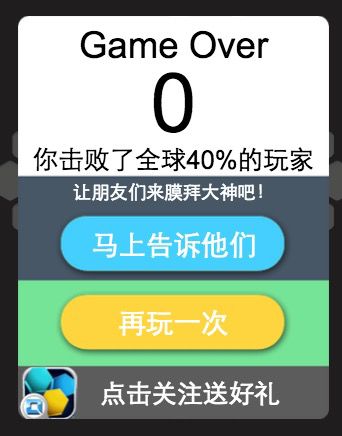 Game Over
0
你击败了全球40%的玩家
让朋友们来膜拜大神吧！
马上告诉他们
再玩一次
点击关注送好礼